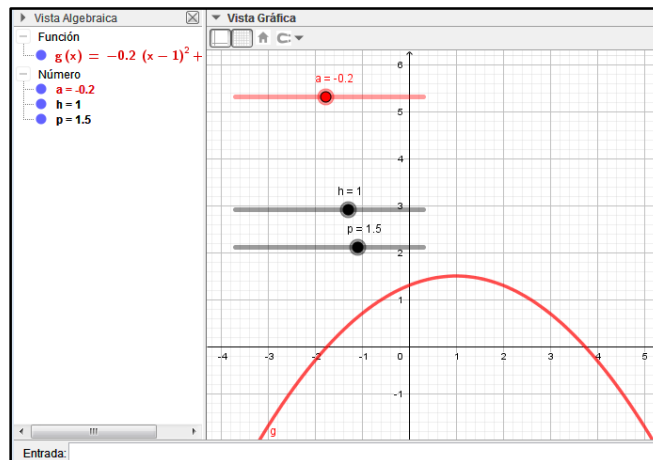 Vista Algebraica
Función
g (x) = −0.2 (x − 1)² +
Número
a = -0.2
h = 1
p = 1.5
Vista Gráfica
a = -0.2
h = 1
p = 1.5
6
5
4
3
2
1
-4 -3 -2 -1 0 1 2 3 4 5
-1
g
Entrada: